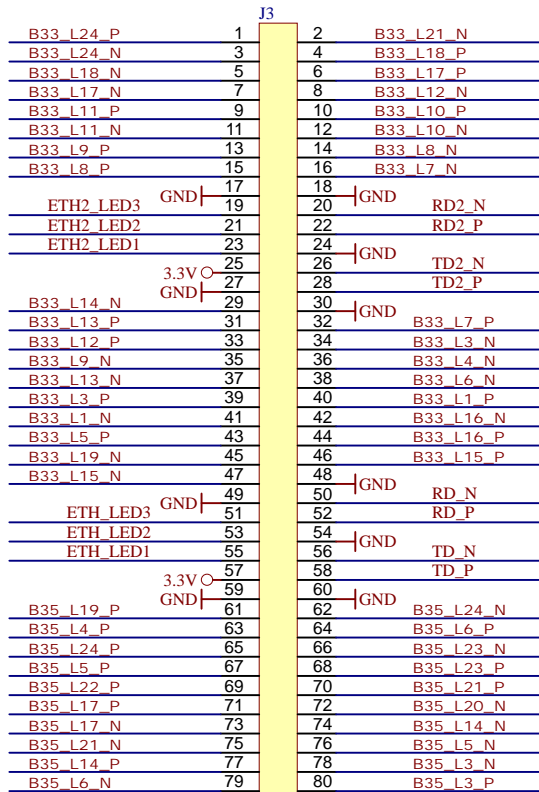 J3
B33_L24_P 1 2 B33_L21_N
B33_L24_N 3 4 B33_L18_P
B33_L18_N 5 6 B33_L17_P
B33_L17_N 7 8 B33_L12_N
B33_L11_P 9 10 B33_L10_P
B33_L11_N 11 12 B33_L10_N
B33_L9_P 13 14 B33_L8_N
B33_L8_P 15 16 B33_L7_N
GND 17 18 GND
ETH2_LED3 19 20 RD2_N
ETH2_LED2 21 22 RD2_P
ETH2_LED1 23 24 GND
3.3V 25 26 TD2_N
GND 27 28 TD2_P
B33_L14_N 29 30 GND
B33_L13_P 31 32 B33_L7_P
B33_L12_P 33 34 B33_L3_N
B33_L9_N 35 36 B33_L4_N
B33_L13_N 37 38 B33_L6_N
B33_L3_P 39 40 B33_L1_P
B33_L1_N 41 42 B33_L16_N
B33_L5_P 43 44 B33_L16_P
B33_L19_N 45 46 B33_L15_P
B33_L15_N 47 48 GND
GND 49 50 RD_N
ETH_LED3 51 52 RD_P
ETH_LED2 53 54 GND
ETH_LED1 55 56 TD_N
3.3V 57 58 TD_P
GND 59 60 GND
B35_L19_P 61 62 B35_L24_N
B35_L4_P 63 64 B35_L6_P
B35_L24_P 65 66 B35_L23_N
B35_L5_P 67 68 B35_L23_P
B35_L22_P 69 70 B35_L21_P
B35_L17_P 71 72 B35_L20_N
B35_L17_N 73 74 B35_L14_N
B35_L21_N 75 76 B35_L5_N
B35_L14_P 77 78 B35_L3_N
B35_L6_N 79 80 B35_L3_P